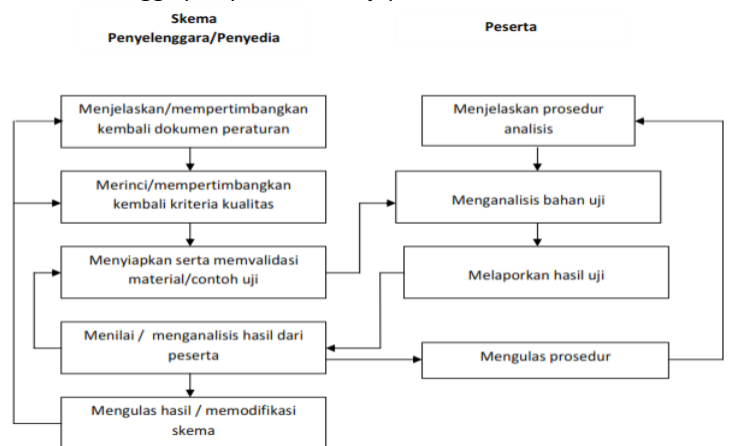 Skema
Penyelenggara/Penyedia
Peserta
Menjelaskan/mempertimbangkan
kembali dokumen peraturan
Menjelaskan prosedur
analisis
Merinci/mempertimbangkan
kembali kriteria kualitas
Menganalisis bahan uji
Menyiapkan serta memvalidasi
material/contoh uji
Melaporkan hasil uji
Menilai / menganalisis hasil dari
peserta
Mengulas prosedur
Mengulas hasil / memodifikasi
skema